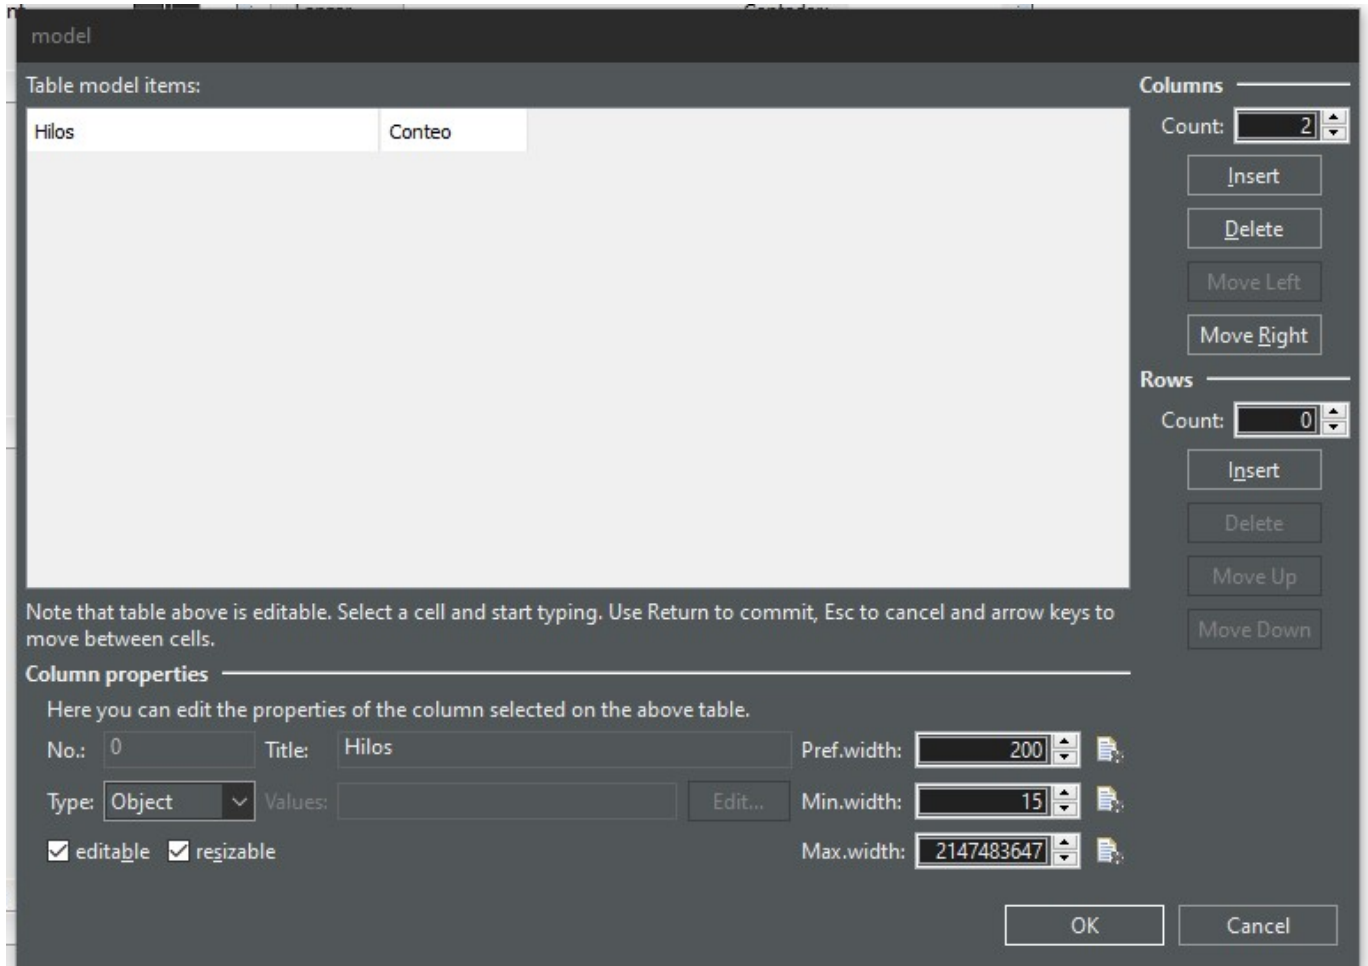 model
Table model items:
Hilos Conteo
Columns
Count: 2
Insert
Delete
Move Left
Move Right
Rows
Count: 0
Insert
Delete
Move Up
Move Down
Note that table above is editable. Select a cell and start typing. Use Return to commit, Esc to cancel and arrow keys to
move between cells.
Column properties
Here you can edit the properties of the column selected on the above table.
No.: 0 Title: Hilos Pref.width: 200
Type: Object Values: Edit... Min.width: 15
editable resizable Max.width: 2147483647
OK Cancel